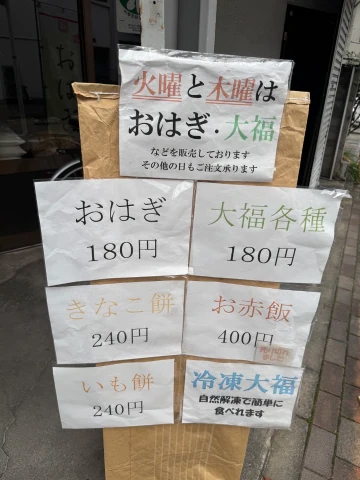 火曜と木曜は
おはぎ・大福
などを販売しております
その他の日もご注文承ります
おはぎ
180円
大福各種
180円
きなこ餅
240円
お赤飯
400円
いも餅
240円
冷凍大福
自然解凍で簡単に
食べれます
おはぎ